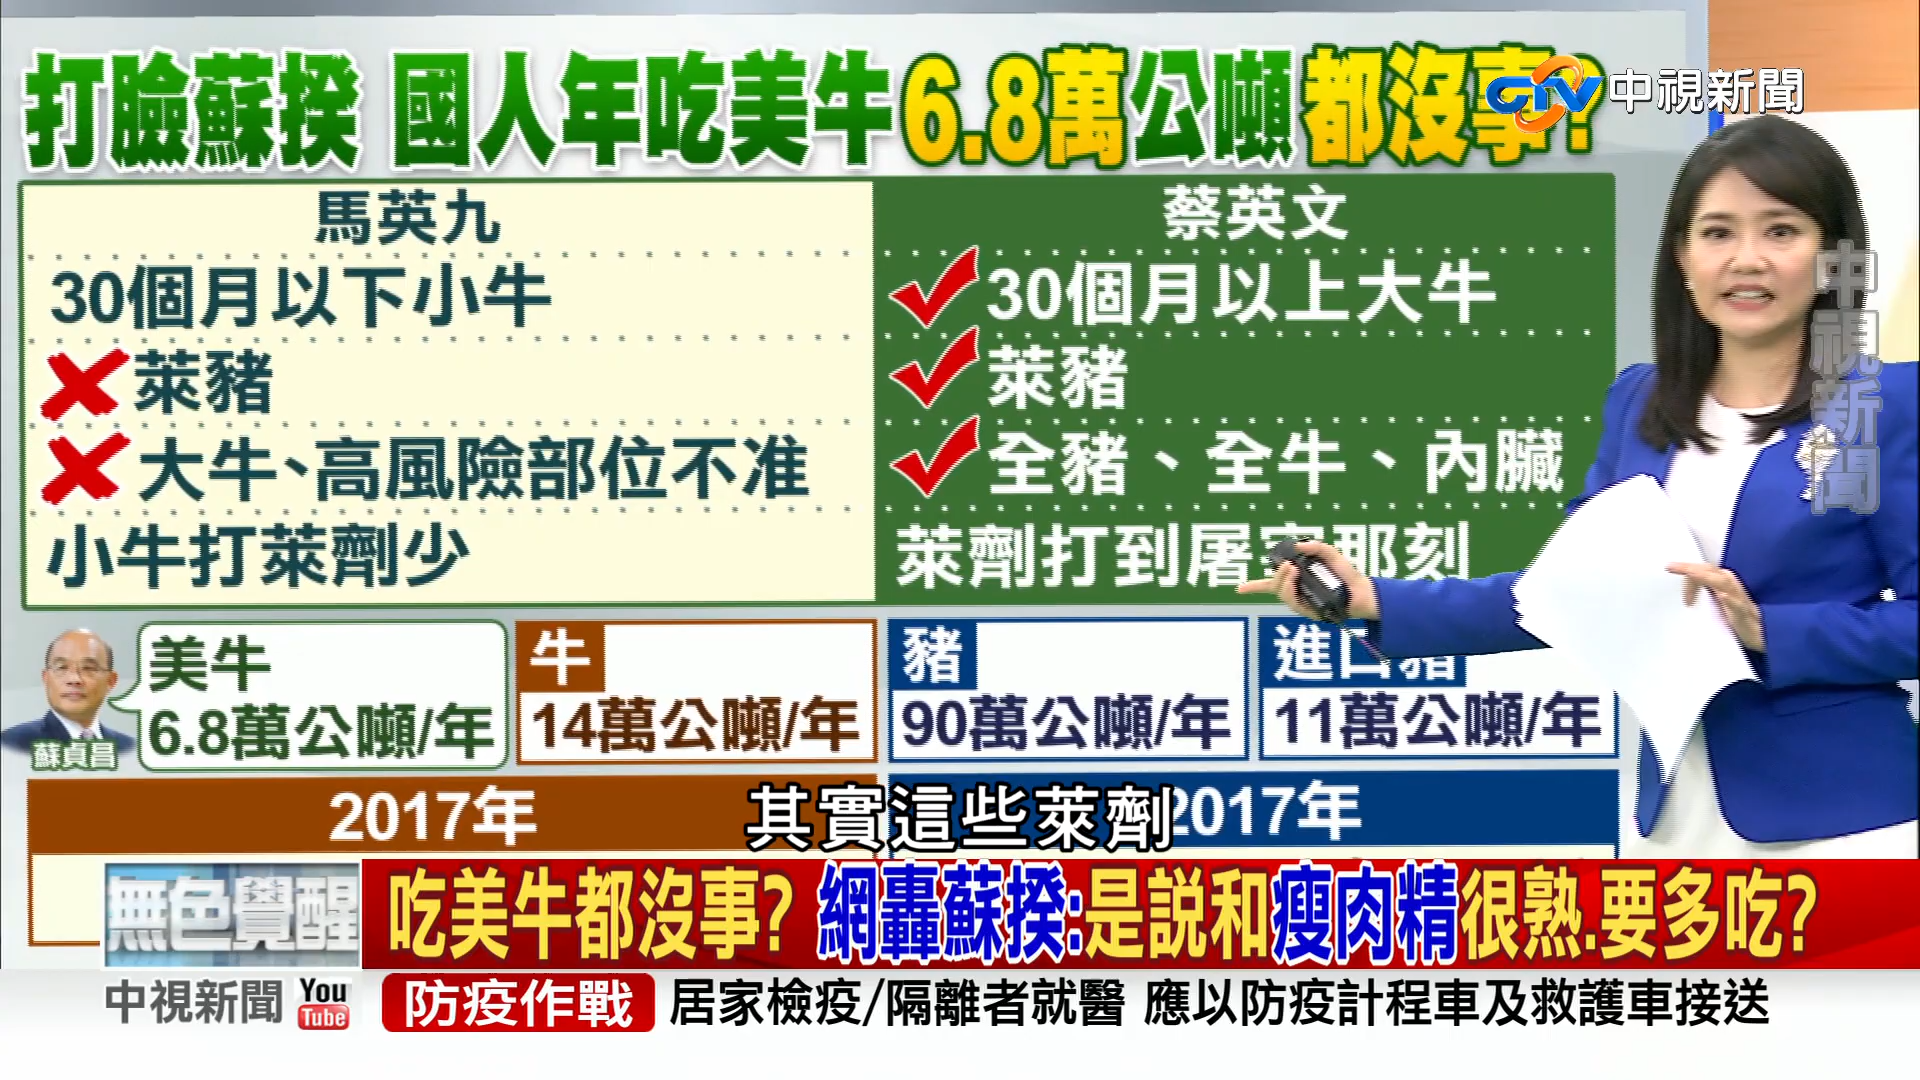 打臉蘇揆 國人年吃美牛6.8萬公噸都沒事?
CTV中視新聞
馬英九
30個月以下小牛
萊豬
大牛、高風險部位不准
小牛打萊劑少
蔡英文
30個月以上大牛
萊豬
全豬、全牛、內臟
萊劑打到屠宰那刻
中視新聞
蘇貞昌
美牛
6.8萬公噸/年
牛
14萬公噸/年
豬
90萬公噸/年
進口豬
11萬公噸/年
2017年
2017年
其實這些萊劑
無色覺醒
吃美牛都沒事? 網轟蘇揆:是説和瘦肉精很熟.要多吃?
中視新聞 YouTube
防疫作戰 居家檢疫/隔離者就醫 應以防疫計程車及救護車接送